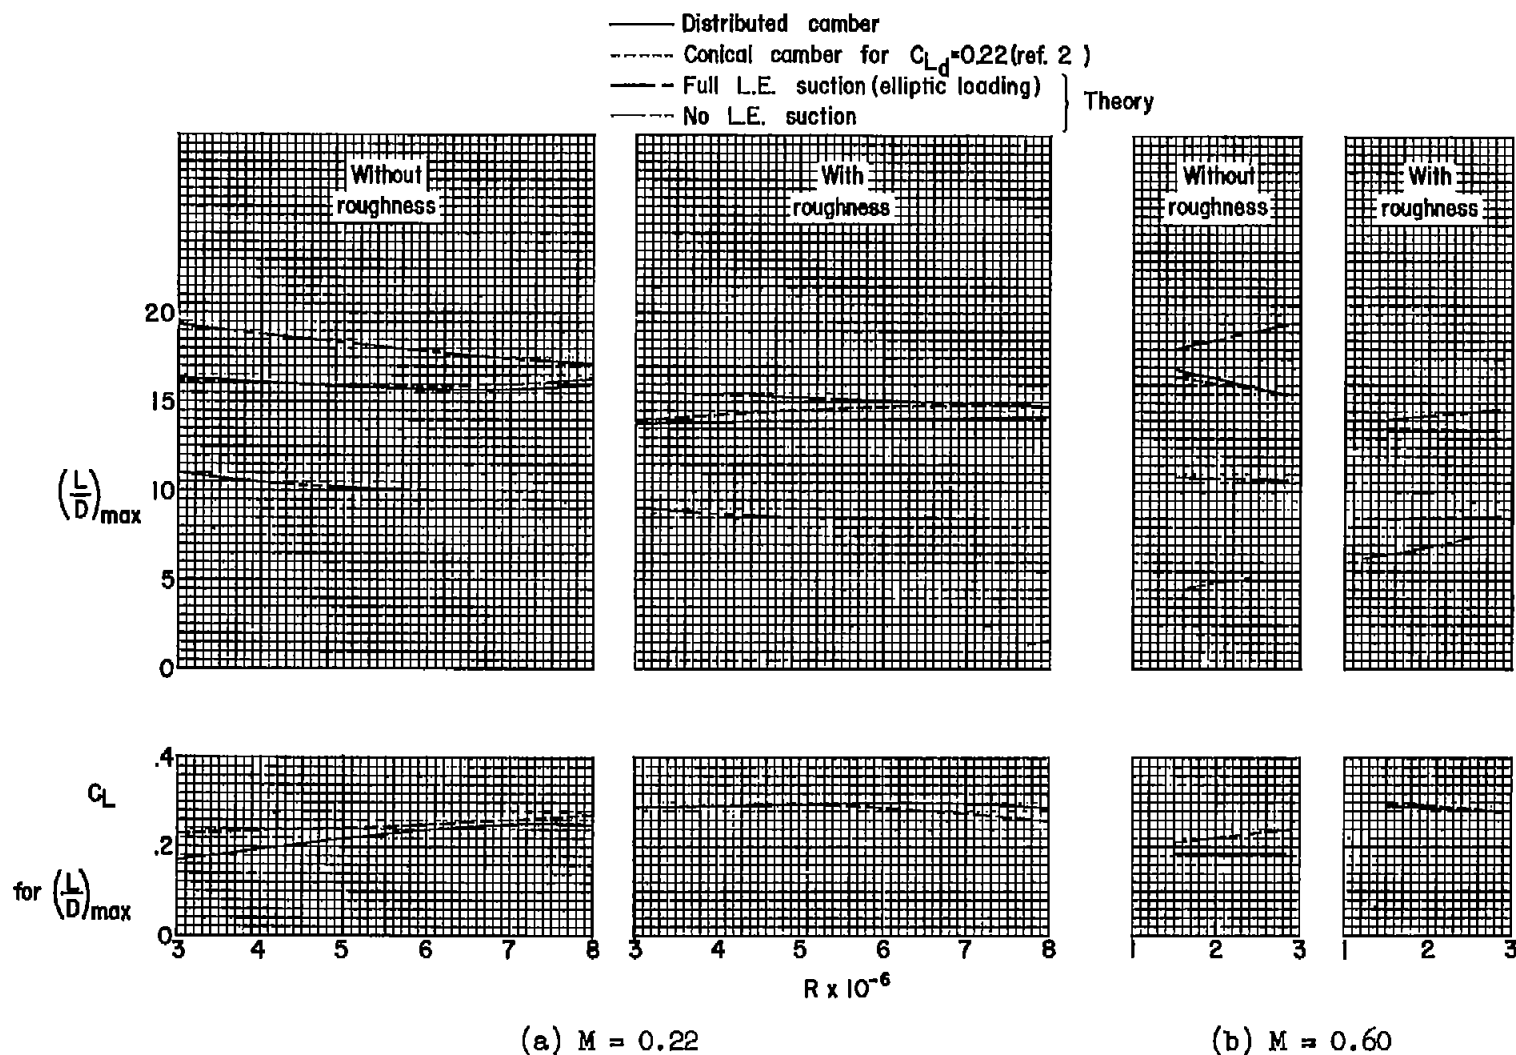 Distributed camber
Conical camber for CLd=0.22(ref. 2 )
Full L.E. suction (elliptic loading)
No L.E. suction
Theory
Without
roughness
With
roughness
Without
roughness
With
roughness
20
15
10
5
0
(L/D)max
.4
.2
0
CL
for (L/D)max
3 4 5 6 7 8
3 4 5 6 7 8
1 2 3
1 2 3
R x 10⁻⁶
(a) M = 0.22
(b) M = 0.60